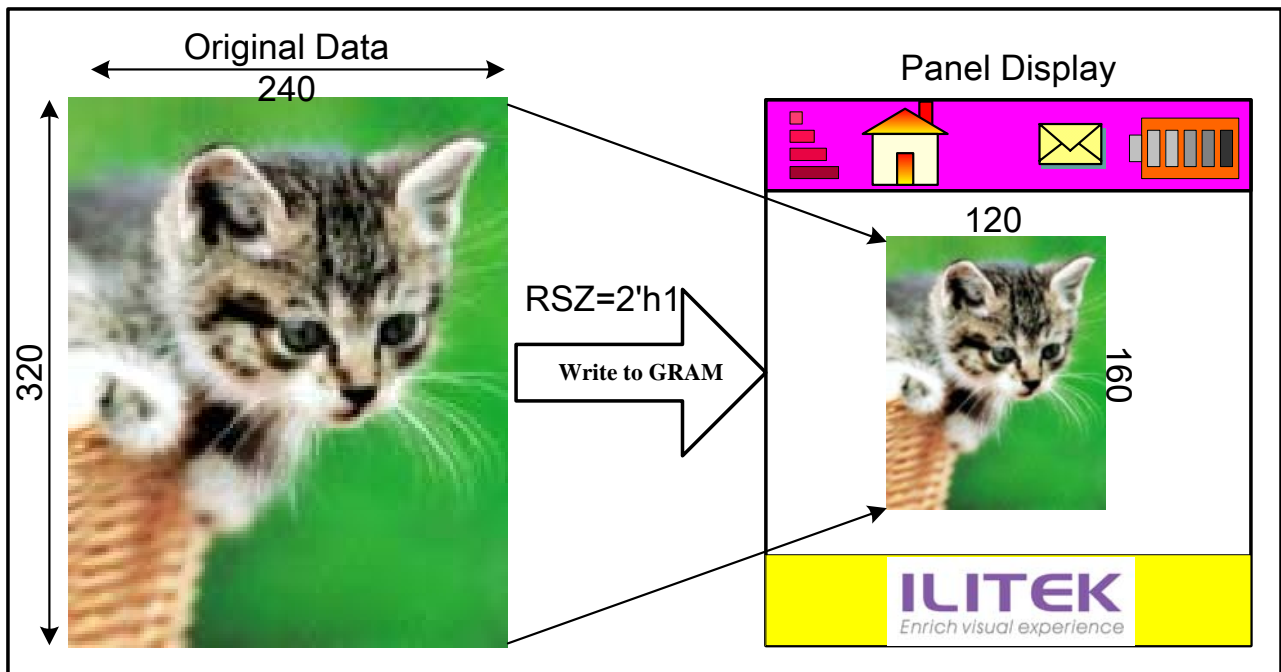 Original Data
240
320
RSZ=2'h1
Write to GRAM
Panel Display
120
160
ILITEK
Enrich visual experience